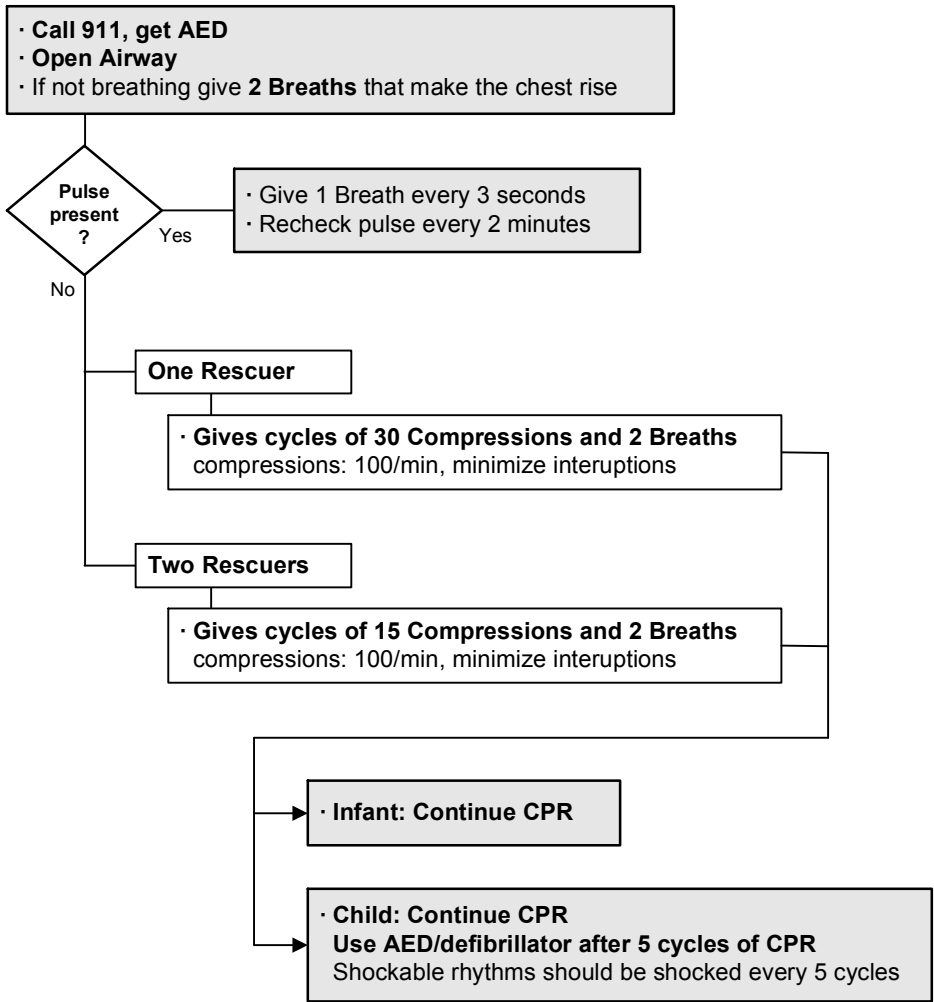 · Call 911, get AED
· Open Airway
· If not breathing give 2 Breaths that make the chest rise
Pulse
present
?
Yes
No
· Give 1 Breath every 3 seconds
· Recheck pulse every 2 minutes
One Rescuer
· Gives cycles of 30 Compressions and 2 Breaths
compressions: 100/min, minimize interuptions
Two Rescuers
· Gives cycles of 15 Compressions and 2 Breaths
compressions: 100/min, minimize interuptions
· Infant: Continue CPR
· Child: Continue CPR
Use AED/defibrillator after 5 cycles of CPR
Shockable rhythms should be shocked every 5 cycles